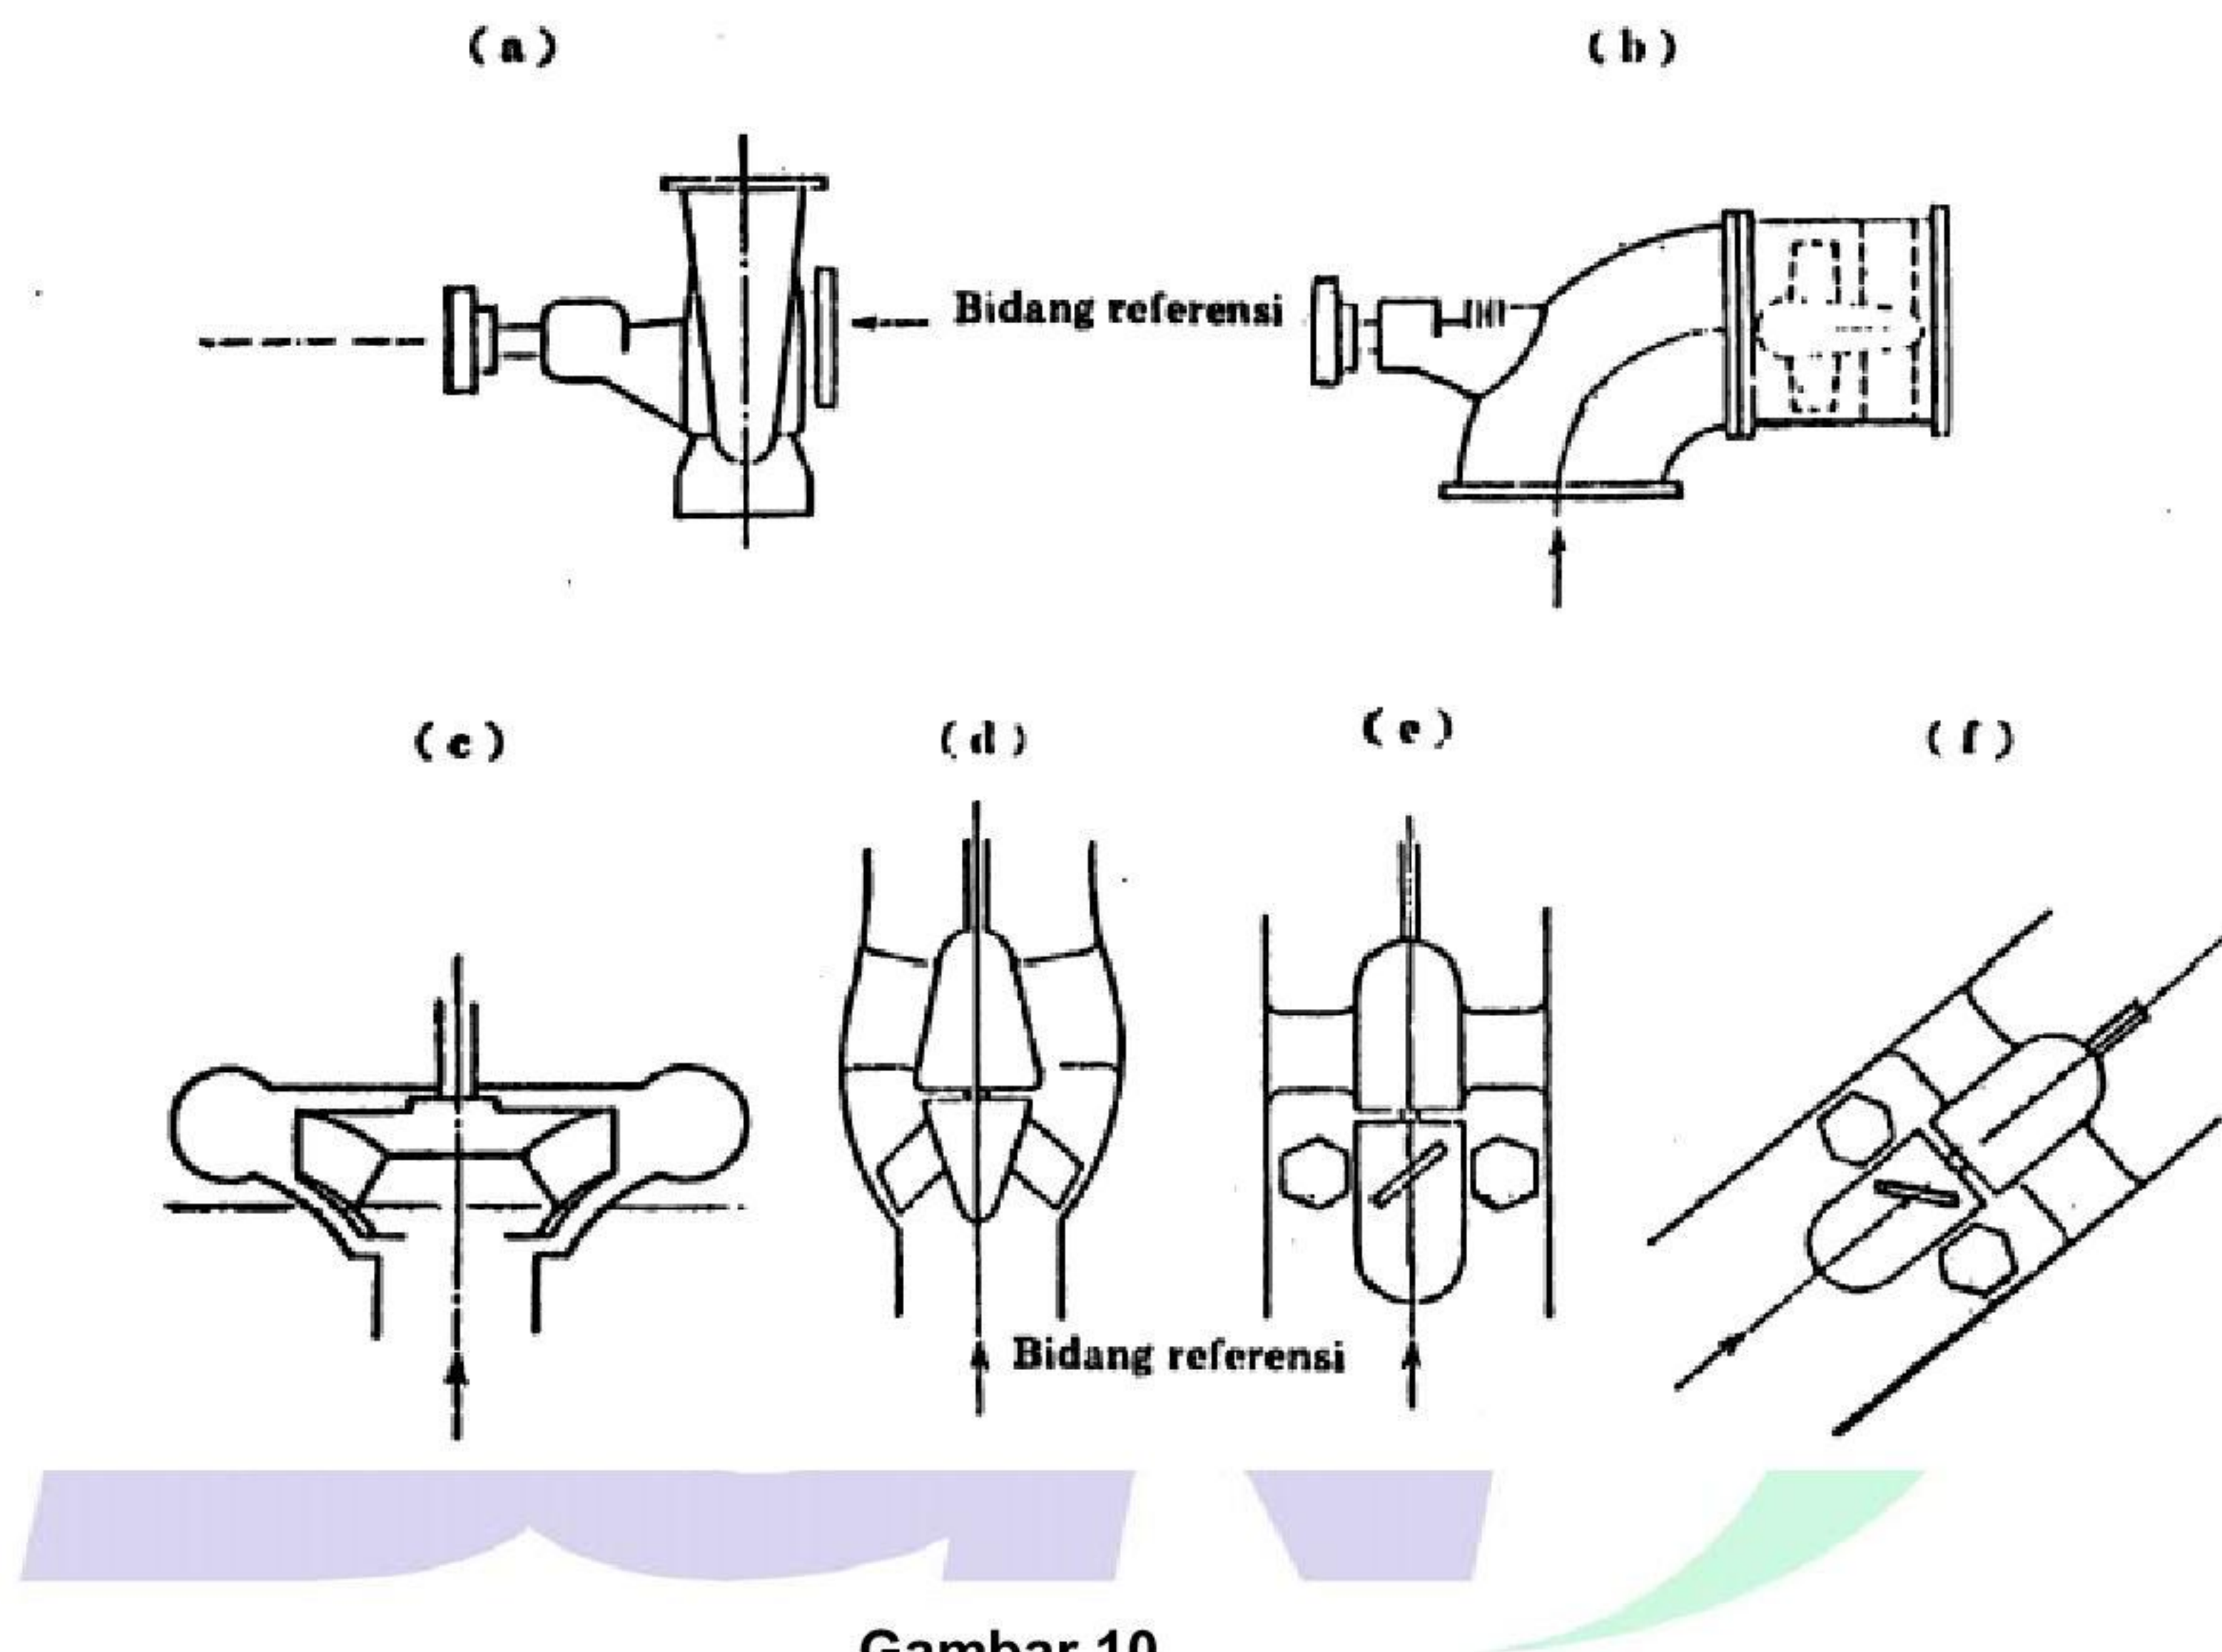 (a)
(b)
Bidang referensi
(c)
(d)
(e)
(f)
Bidang referensi
Gambar 10